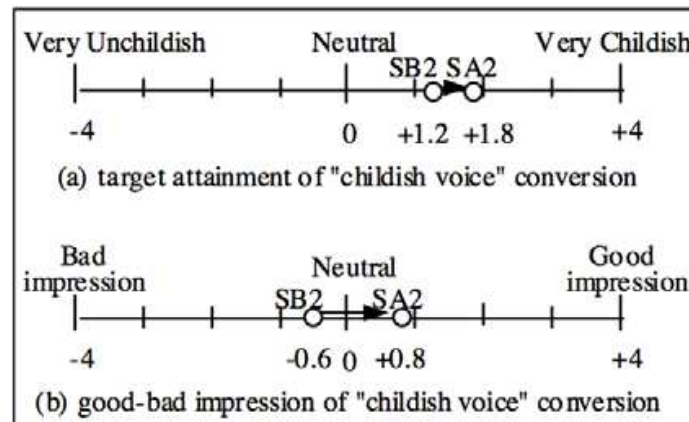 Very Unchildish Neutral Very Childish
SB2 SA2
-4 0 +1.2 +1.8 +4
(a) target attainment of "childish voice" conversion
Bad impression Neutral Good impression
SB2 SA2
-4 -0.6 0 +0.8 +4
(b) good-bad impression of "childish voice" conversion